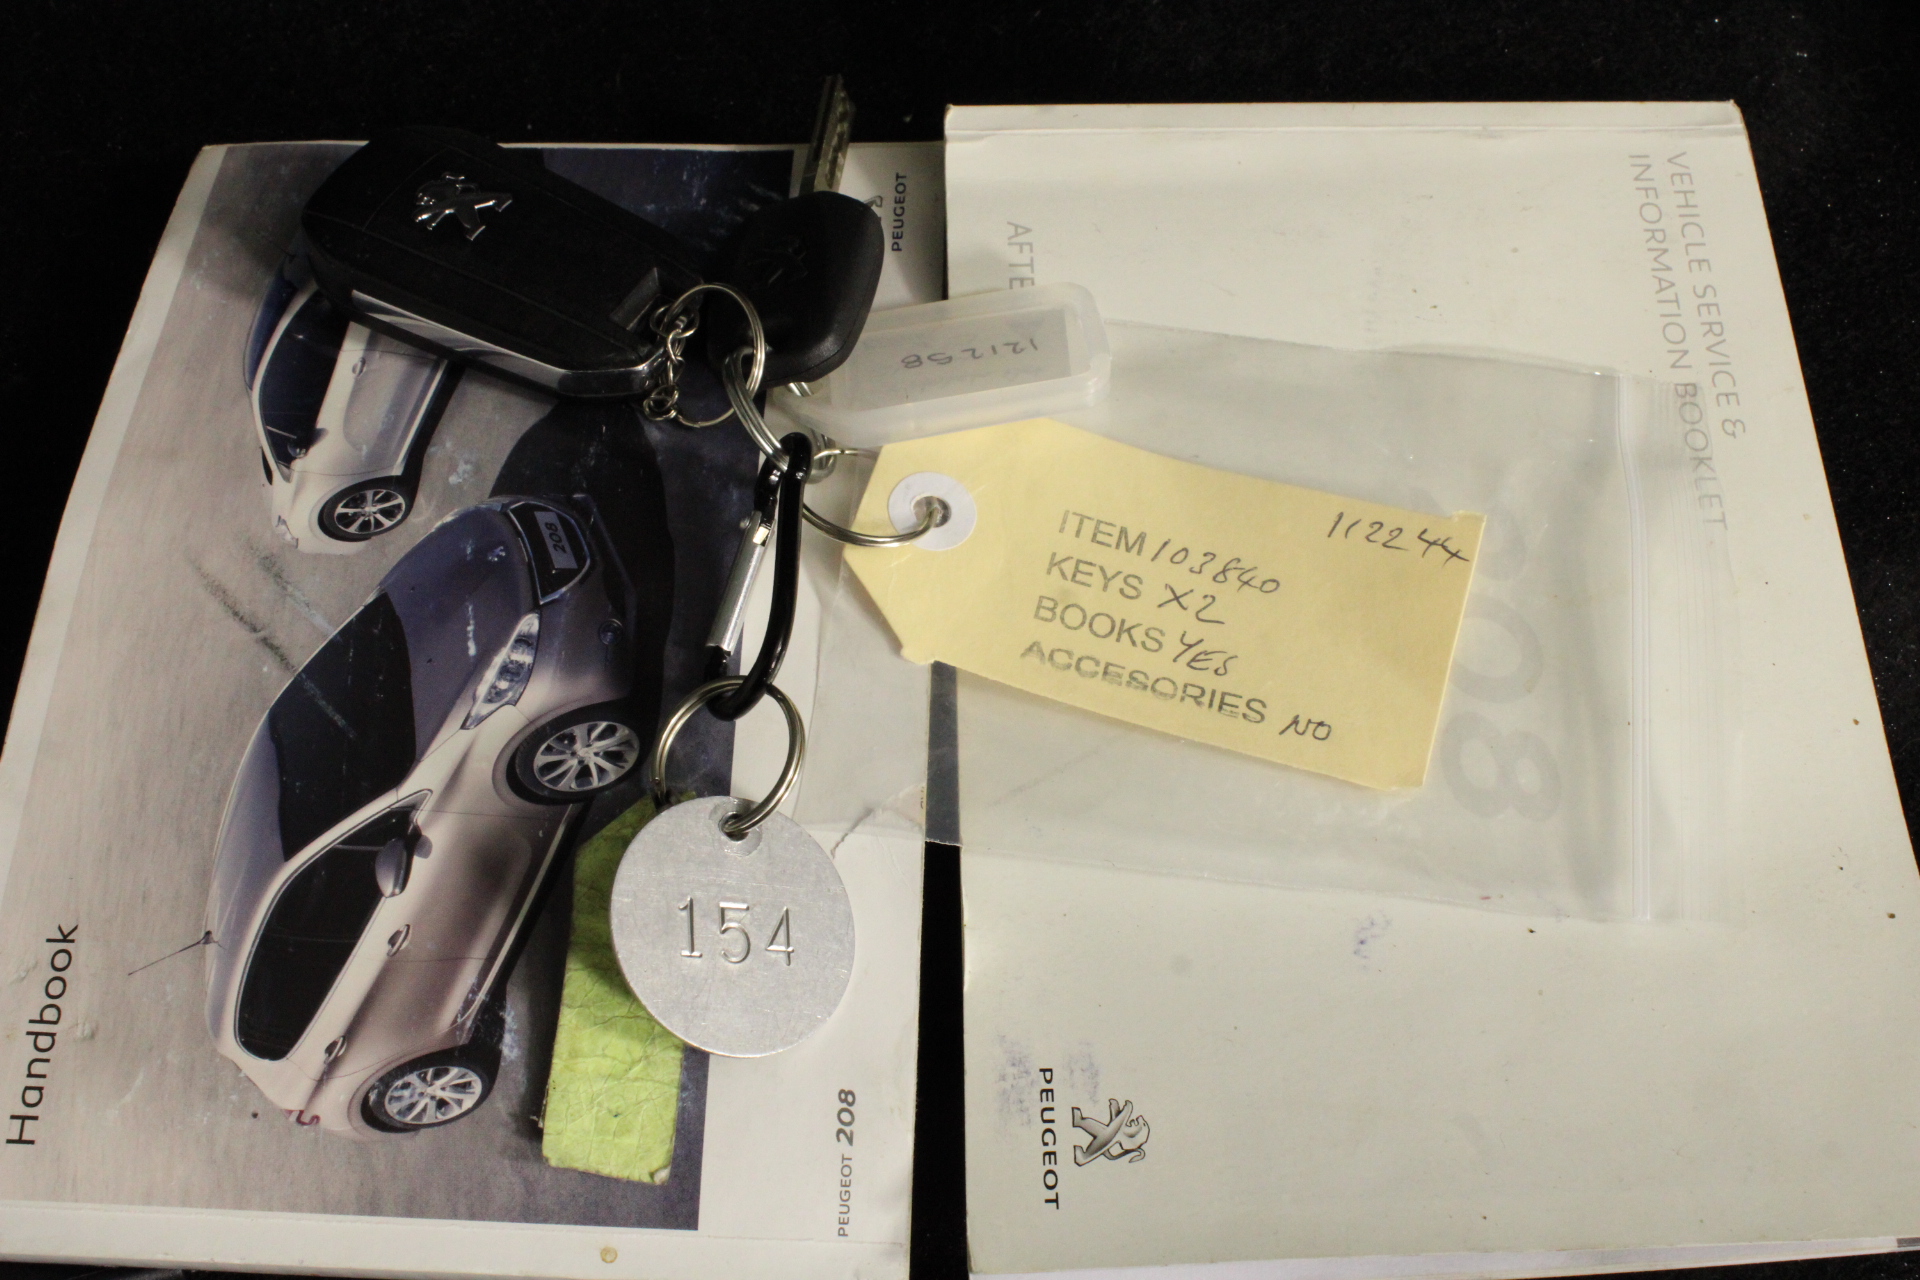 Handbook
PEUGEOT
PEUGEOT 208
208
121258
154
112244
ITEM 103840
KEYS X2
BOOKS YES
ACCESORIES NO
VEHICLE SERVICE &
INFORMATION BOOKLET
AFTE
208
PEUGEOT